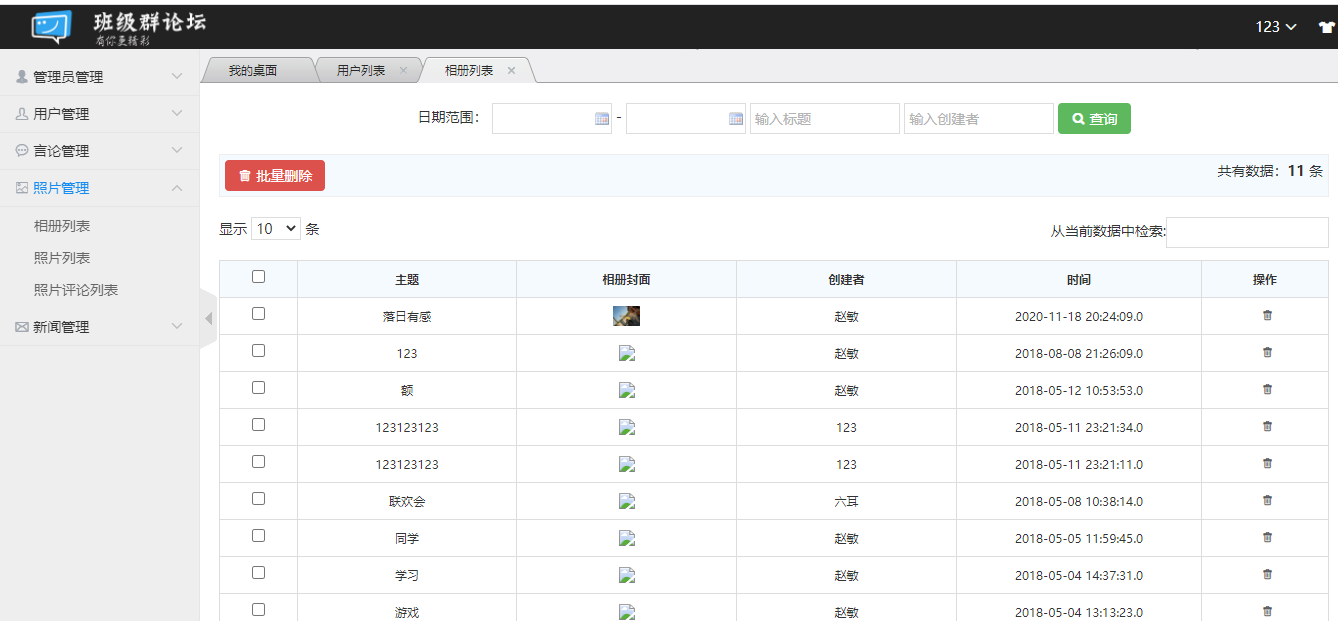 班级群论坛
有你更精彩
123
管理员管理
用户管理
言论管理
照片管理
相册列表
照片列表
照片评论列表
新闻管理
我的桌面 用户列表 相册列表
日期范围： - 输入标题 输入创建者 查询
批量删除 共有数据：11 条
显示 10 条 从当前数据中检索:
主题 相册封面 创建者 时间 操作
落日有感 赵敏 2020-11-18 20:24:09.0
123 赵敏 2018-08-08 21:26:09.0
额 赵敏 2018-05-12 10:53:53.0
123123123 123 2018-05-11 23:21:34.0
123123123 123 2018-05-11 23:21:11.0
联欢会 六耳 2018-05-08 10:38:14.0
同学 赵敏 2018-05-05 11:59:45.0
学习 赵敏 2018-05-04 14:37:31.0
游戏 赵敏 2018-05-04 13:13:23.0